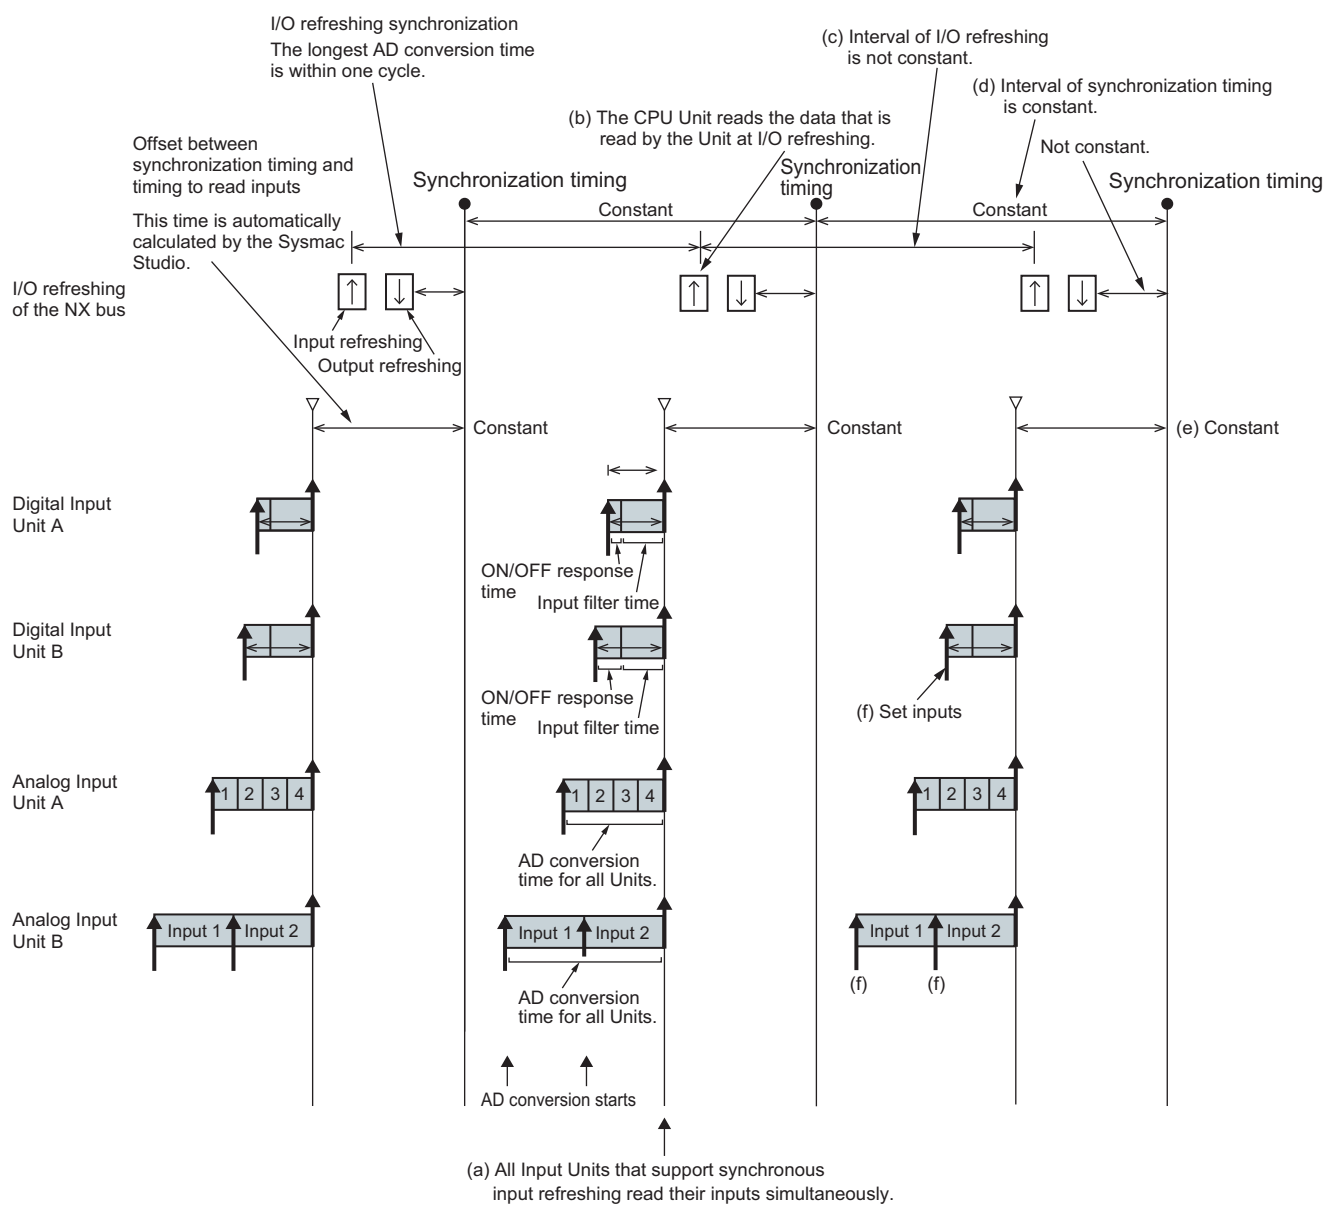 I/O refreshing synchronization
The longest AD conversion time
is within one cycle.
(c) Interval of I/O refreshing
is not constant.
(d) Interval of synchronization timing
is constant.
(b) The CPU Unit reads the data that is
read by the Unit at I/O refreshing.
Not constant.
Offset between
synchronization timing and
timing to read inputs
Synchronization timing
Synchronization
timing
Synchronization timing
This time is automatically
calculated by the Sysmac
Studio.
Constant
Constant
I/O refreshing
of the NX bus
Input refreshing
Output refreshing
Constant
Constant
(e) Constant
Digital Input
Unit A
ON/OFF response
time
Input filter time
Digital Input
Unit B
ON/OFF response
time
Input filter time
(f) Set inputs
Analog Input
Unit A
1 2 3 4
1 2 3 4
1 2 3 4
AD conversion
time for all Units.
Analog Input
Unit B
Input 1 Input 2
Input 1 Input 2
Input 1 Input 2
(f) (f)
AD conversion
time for all Units.
AD conversion starts
(a) All Input Units that support synchronous
input refreshing read their inputs simultaneously.